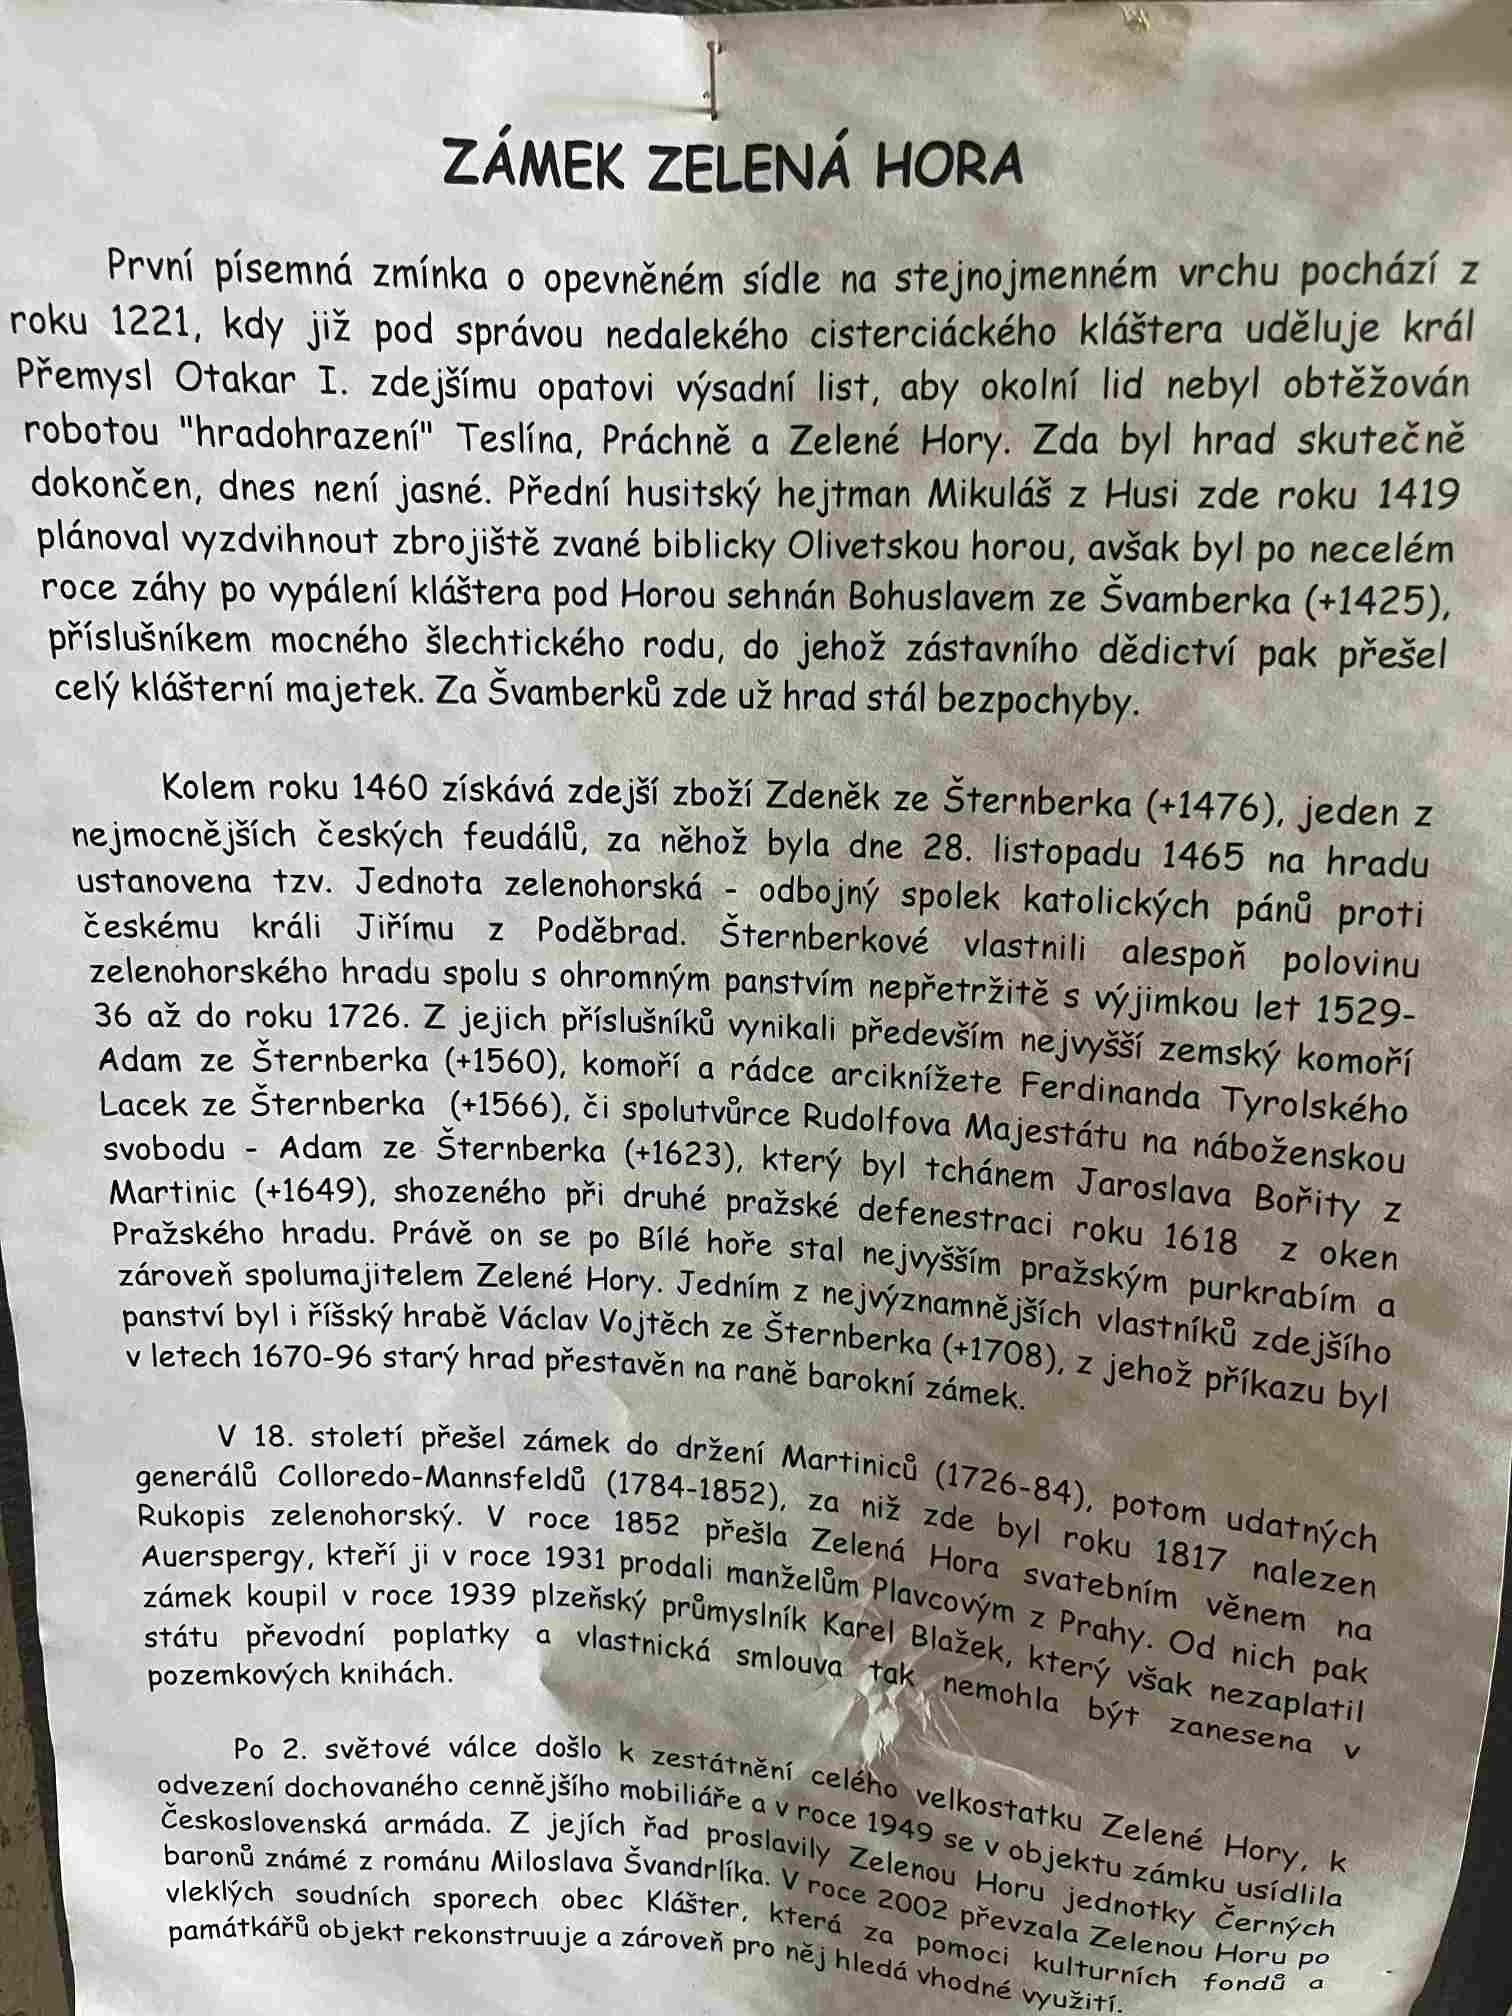 ZÁMEK ZELENÁ HORA
První písemná zmínka o opevněném sídle na stejnojmenném vrchu pochází z
roku 1221, kdy již pod správou nedalekého cisterciáckého kláštera uděluje král
Přemysl Otakar I. zdejšímu opatovi výsadní list, aby okolní lid nebyl obtěžován
robotou "hradohrazení" Teslína, Práchně a Zelené Hory. Zda byl hrad skutečně
dokončen, dnes není jasné. Přední husitský hejtman Mikuláš z Husi zde roku 1419
plánoval vyzdvihnout zbrojiště zvané biblicky Olivetskou horou, avšak byl po necelém
roce záhy po vypálení kláštera pod Horou sehnán Bohuslavem ze Švamberka (+1425),
příslušníkem mocného šlechtického rodu, do jehož zástavního dědictví pak přešel
celý klášterní majetek. Za Švamberků zde už hrad stál bezpochyby.
Kolem roku 1460 získává zdejší zboží Zdeněk ze Šternberka (+1476), jeden z
nejmocnějších českých feudálů, za něhož byla dne 28. listopadu 1465 na hradu
ustanovena tzv. Jednota zelenohorská - odbojný spolek katolických pánů proti
českému králi Jiřímu z Poděbrad. Šternberkové vlastnili alespoň polovinu
zelenohorského hradu spolu s ohromným panstvím nepřetržitě s výjimkou let 1529-
36 až do roku 1726. Z jejich příslušníků vynikali především nejvyšší zemský komoří
Adam ze Šternberka (+1560), komoří a rádce arciknížete Ferdinanda Tyrolského
Lacek ze Šternberka (+1566), či spolutvůrce Rudolfova Majestátu na náboženskou
svobodu - Adam ze Šternberka (+1623), který byl tchánem Jaroslava Bořity z
Martinic (+1649), shozeného při druhé pražské defenestraci roku 1618 z oken
Pražského hradu. Právě on se po Bílé hoře stal nejvyšším pražským purkrabím a
zároveň spolumajitelem Zelené Hory. Jedním z nejvýznamnějších vlastníků zdejšího
panství byl i říšský hrabě Václav Vojtěch ze Šternberka (+1708), z jehož příkazu byl
v letech 1670-96 starý hrad přestavěn na raně barokní zámek.
V 18. století přešel zámek do držení Martiniců (1726-84), potom udatných
generálů Colloredo-Mannsfeldů (1784-1852), za niž zde byl roku 1817 nalezen
Rukopis zelenohorský. V roce 1852 přešla Zelená Hora svatebním věnem na
Auerspergy, kteří ji v roce 1931 prodali manželům Plavcovým z Prahy. Od nich pak
zámek koupil v roce 1939 plzeňský průmyslník Karel Blažek, který však nezaplatil
státu převodní poplatky a vlastnická smlouva tak nemohla být zanesena v
pozemkových knihách.
Po 2. světové válce došlo k zestátnění celého velkostatku Zelené Hory, k
odvezení dochovaného cennějšího mobiliáře a v roce 1949 se v objektu zámku usídlila
Československá armáda. Z jejích řad proslavily Zelenou Horu jednotky Černých
baronů známé z románu Miloslava Švandrlíka. V roce 2002 převzala Zelenou Horu po
vleklých soudních sporech obec Klášter, která za pomoci kulturních fondů a
památkářů objekt rekonstruuje a zároveň pro něj hledá vhodné využití.